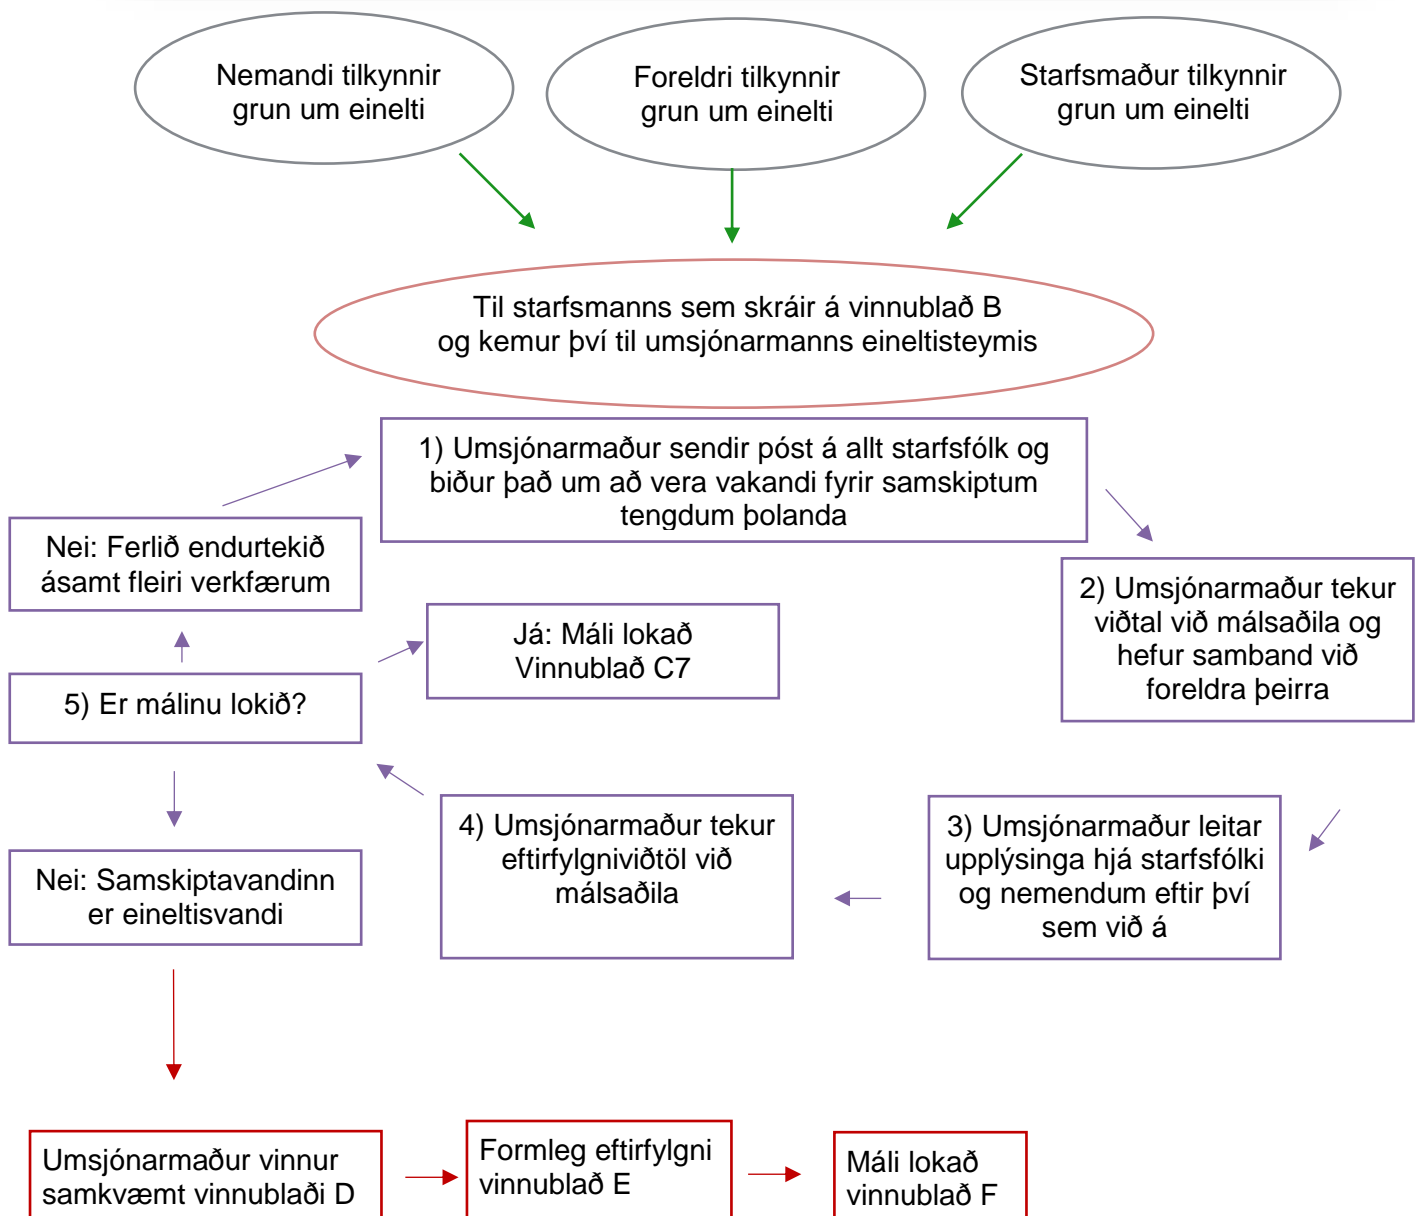 Nemandi tilkynnir
grun um einelti
Foreldri tilkynnir
grun um einelti
Starfsmaður tilkynnir
grun um einelti
Til starfsmanns sem skráir á vinnublað B
og kemur því til umsjónarmanns eineltisteymis
1) Umsjónarmaður sendir póst á allt starfsfólk og
biður það um að vera vakandi fyrir samskiptum
tengdum þolanda
Nei: Ferlið endurtekið
ásamt fleiri verkfærum
2) Umsjónarmaður tekur
viðtal við málsaðila og
hefur samband við
foreldra þeirra
Já: Máli lokað
Vinnublað C7
5) Er málinu lokið?
4) Umsjónarmaður tekur
eftirfylgniviðtöl við
málsaðila
3) Umsjónarmaður leitar
upplýsinga hjá starfsfólki
og nemendum eftir því
sem við á
Nei: Samskiptavandinn
er eineltisvandi
Umsjónarmaður vinnur
samkvæmt vinnublaði D
Formleg eftirfylgni
vinnublað E
Máli lokað
vinnublað F